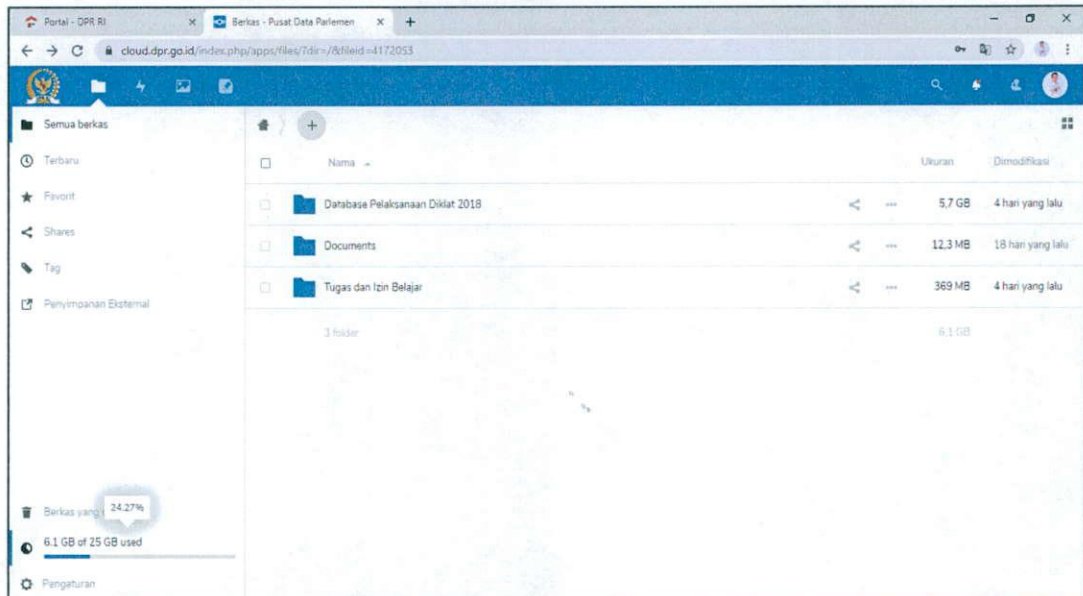 Portal - DPR RI
Berkas - Pusat Data Parlemen
cloud.dpr.go.id/index.php/apps/files/?dir=/&fileid=4172053
Semua berkas
Terbaru
Favorit
Shares
Tag
Penyimpanan Eksternal
Nama
Ukuran
Dimodifikasi
Database Pelaksanaan Diklat 2018
5,7 GB
4 hari yang lalu
Documents
12,3 MB
18 hari yang lalu
Tugas dan Izin Belajar
369 MB
4 hari yang lalu
3 folder
6,1 GB
Berkas yang
24.27%
6.1 GB of 25 GB used
Pengaturan